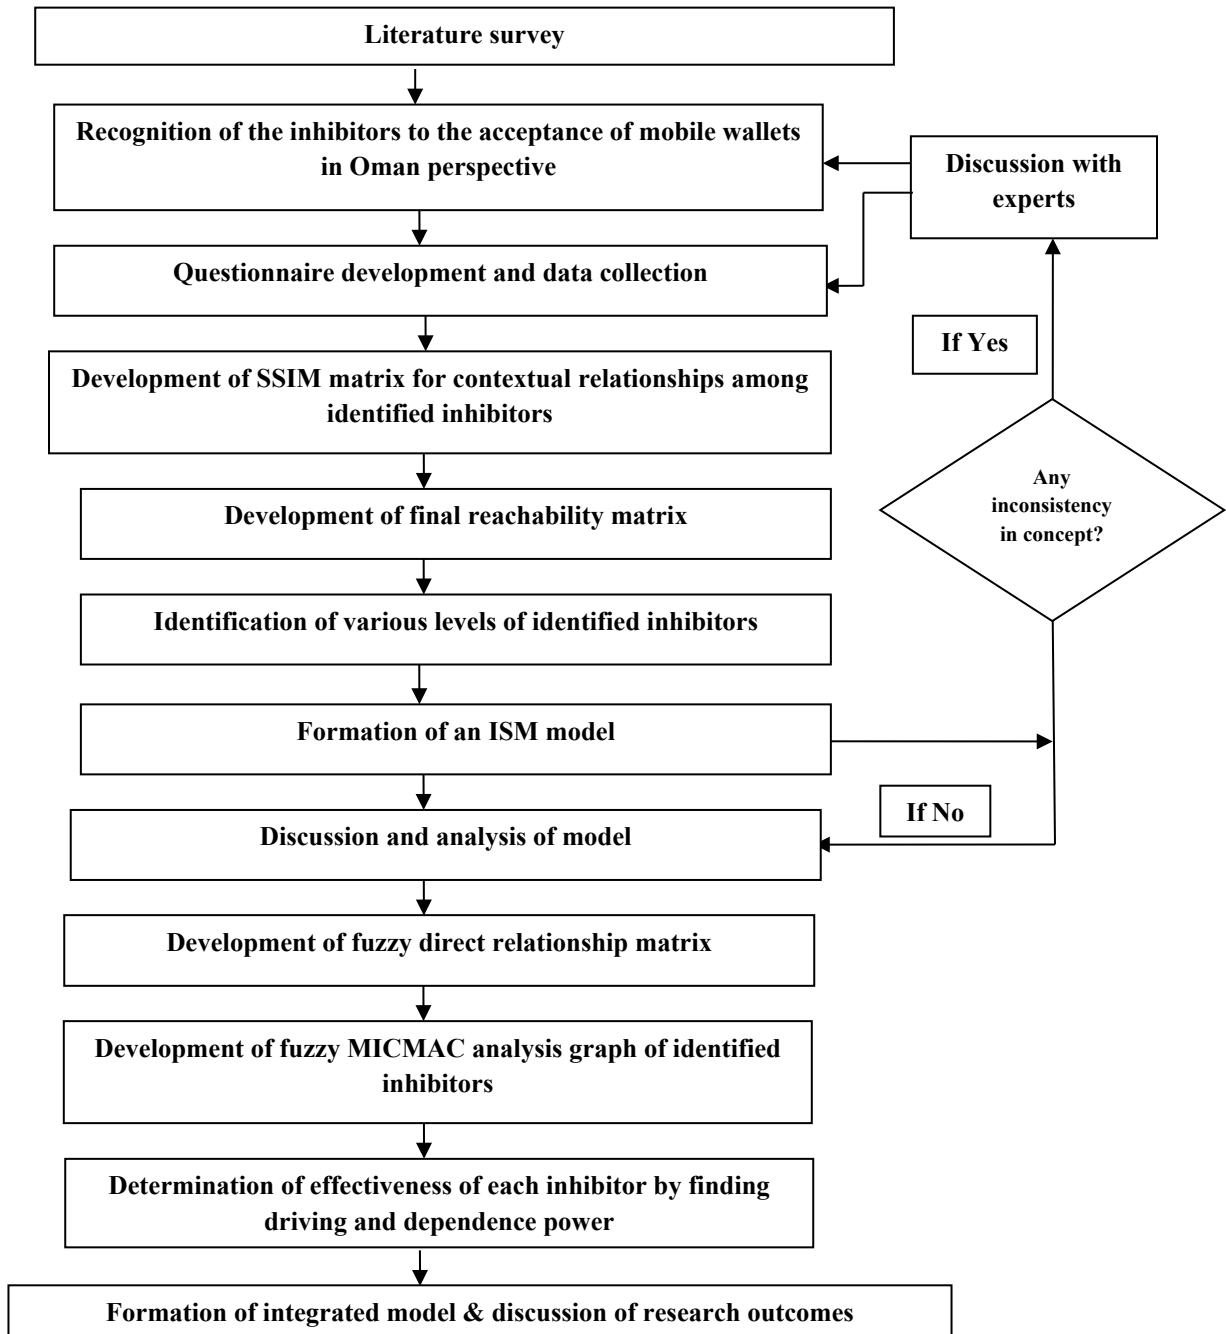 Literature survey
Recognition of the inhibitors to the acceptance of mobile wallets
in Oman perspective
Discussion with
experts
Questionnaire development and data collection
If Yes
Development of SSIM matrix for contextual relationships among
identified inhibitors
Any
inconsistency
in concept?
Development of final reachability matrix
Identification of various levels of identified inhibitors
Formation of an ISM model
If No
Discussion and analysis of model
Development of fuzzy direct relationship matrix
Development of fuzzy MICMAC analysis graph of identified
inhibitors
Determination of effectiveness of each inhibitor by finding
driving and dependence power
Formation of integrated model & discussion of research outcomes